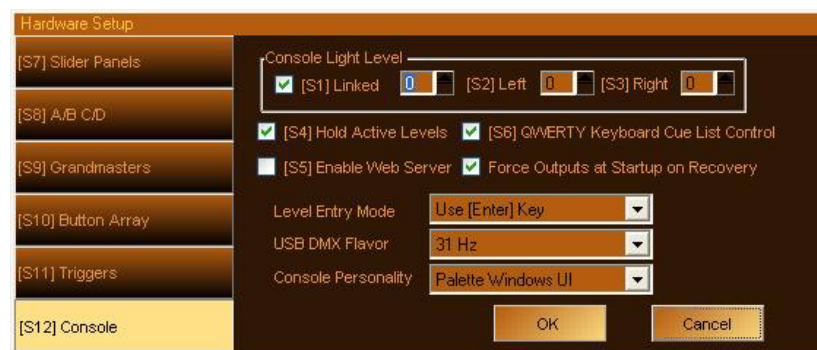 Hardware Setup
[S7] Slider Panels
[S8] A/B C/D
[S9] Grandmasters
[S10] Button Array
[S11] Triggers
[S12] Console
Console Light Level
[S1] Linked 0 [S2] Left 0 [S3] Right 0
[S4] Hold Active Levels [S6] QWERTY Keyboard Cue List Control
[S5] Enable Web Server Force Outputs at Startup on Recovery
Level Entry Mode Use [Enter] Key
USB DMX Flavor 31 Hz
Console Personality Palette Windows UI
OK Cancel